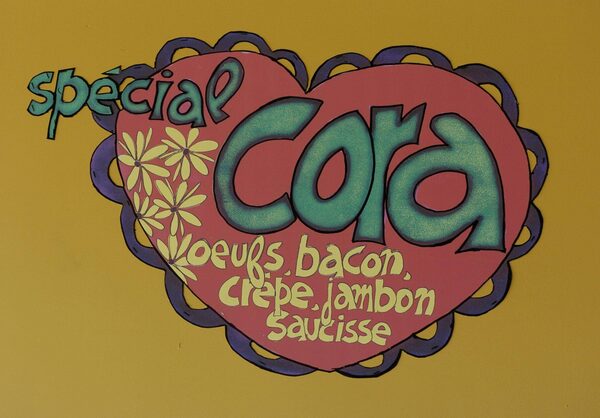 spécial
cora
oeufs, bacon,
crêpe, jambon
saucisse